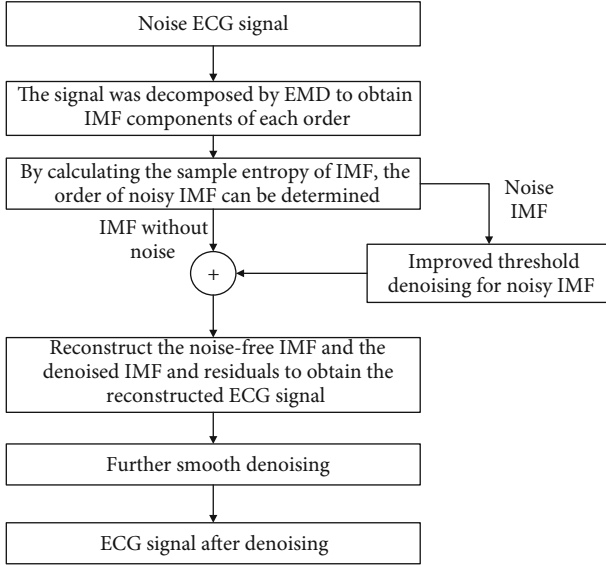 Noise ECG signal
The signal was decomposed by EMD to obtain
IMF components of each order
By calculating the sample entropy of IMF, the
order of noisy IMF can be determined
Noise
IMF
IMF without
noise
+
Improved threshold
denoising for noisy IMF
Reconstruct the noise-free IMF and the
denoised IMF and residuals to obtain the
reconstructed ECG signal
Further smooth denoising
ECG signal after denoising